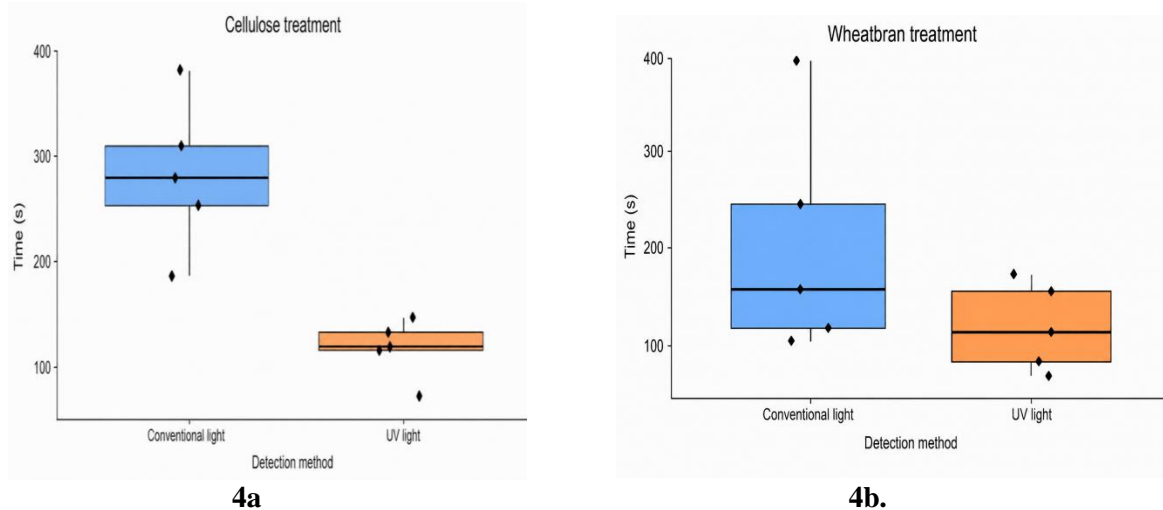 Cellulose treatment
400
300
200
100
Time (s)
Conventional light
UV light
Detection method
4a
Wheatbran treatment
400
300
200
100
Time (s)
Conventional light
UV light
Detection method
4b.